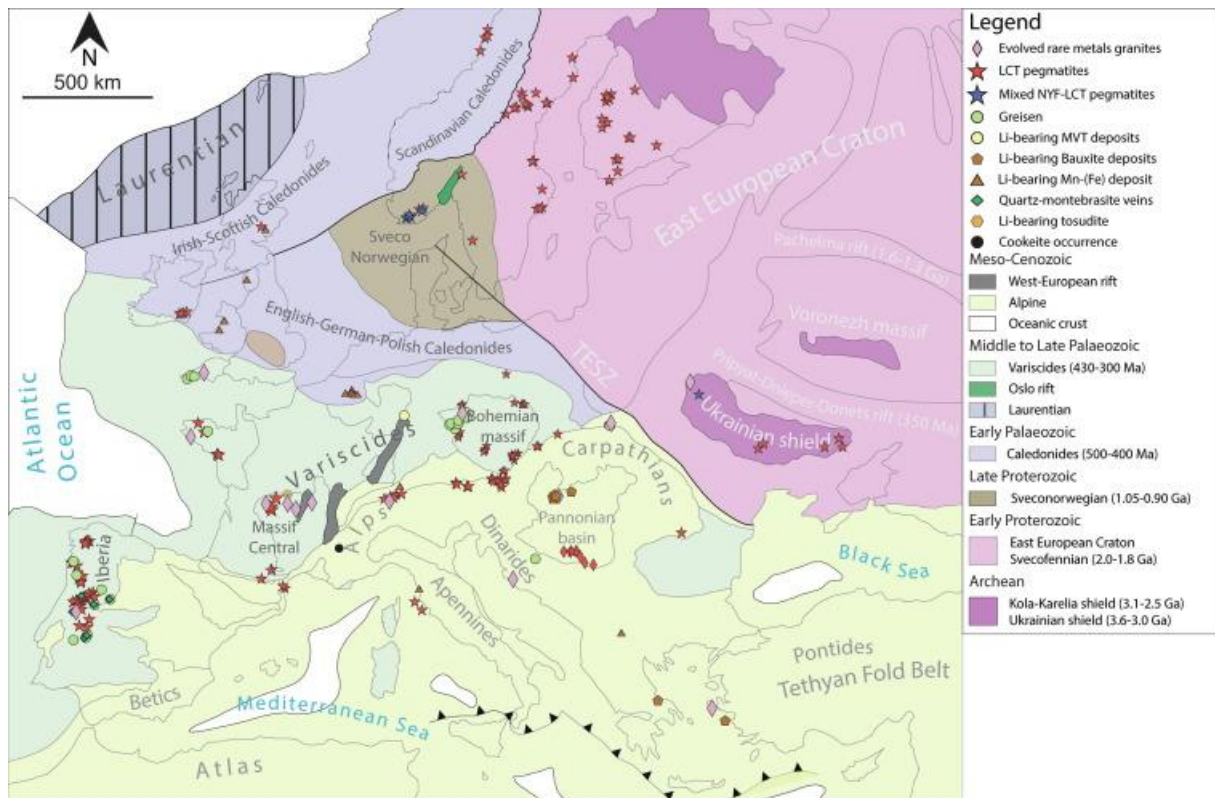 N
500 km
Laurentian
Scandinavian Caledonides
Irish-Scottish Caledonides
Sveco
Norwegian
East European Craton
Pachelma rift (1.6-1.3 Ga)
Voronezh massif
Pripyat-Dnieper-Donets rift (350 Ma)
Ukrainian shield
English-German-Polish Caledonides
TESZ
Atlantic
Ocean
Variscides
Bohemian
massif
Carpathians
Massif
Central
Alps
Pannonian
basin
Dinarides
Iberia
Apennines
Black Sea
Betics
Mediterranean Sea
Pontides
Tethyan Fold Belt
Atlas
Legend
Evolved rare metals granites
LCT pegmatites
Mixed NYF-LCT pegmatites
Greisen
Li-bearing MVT deposits
Li-bearing Bauxite deposits
Li-bearing Mn-(Fe) deposit
Quartz-montebrasite veins
Li-bearing tosudite
Cookeite occurrence
Meso-Cenozoic
West-European rift
Alpine
Oceanic crust
Middle to Late Palaeozoic
Variscides (430-300 Ma)
Oslo rift
Laurentian
Early Palaeozoic
Caledonides (500-400 Ma)
Late Proterozoic
Sveconorwegian (1.05-0.90 Ga)
Early Proterozoic
East European Craton
Svecofennian (2.0-1.8 Ga)
Archean
Kola-Karelia shield (3.1-2.5 Ga)
Ukrainian shield (3.6-3.0 Ga)